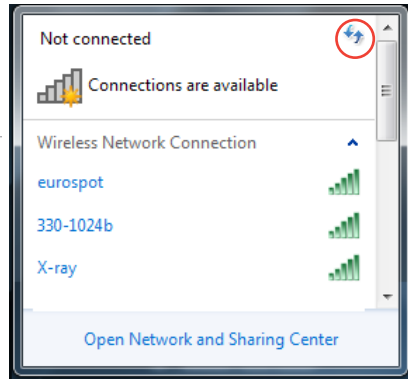 Not connected
Connections are available
Wireless Network Connection
eurospot
330-1024b
X-ray
Open Network and Sharing Center